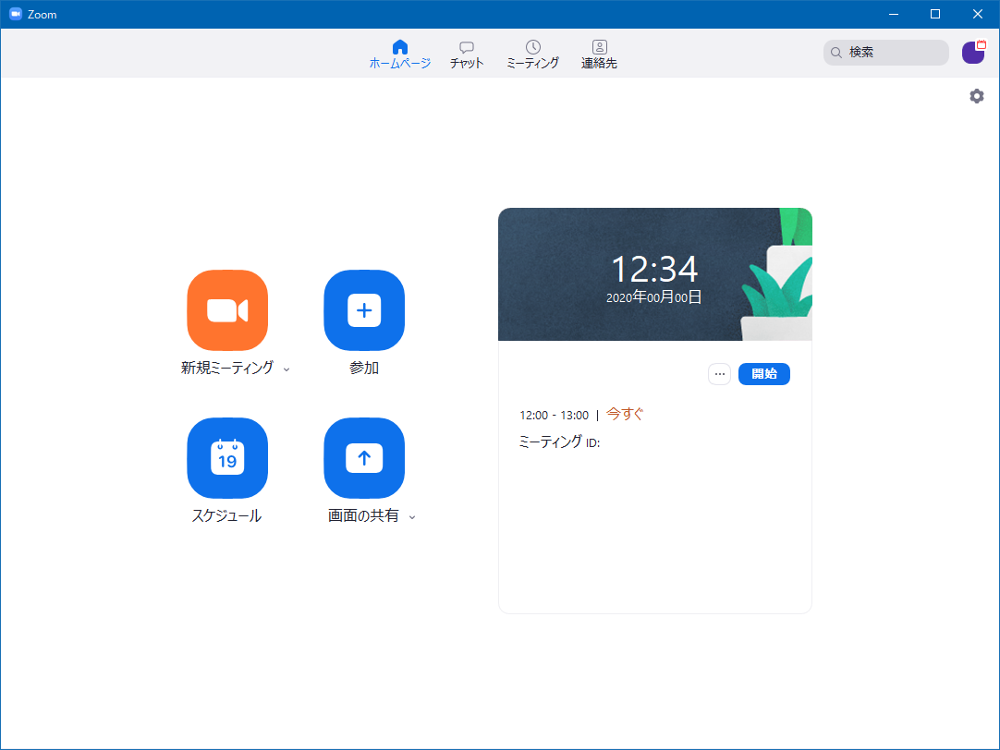 Zoom
ホームページ
チャット
ミーティング
連絡先
検索
新規ミーティング
参加
19
スケジュール
画面の共有
12:34
2020年00月00日
… 開始
12:00 - 13:00 | 今すぐ
ミーティング ID: